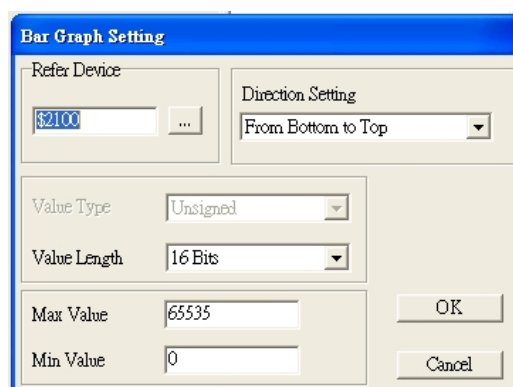 Bar Graph Setting
Refer Device
$2100
...
Direction Setting
From Bottom to Top
Value Type
Unsigned
Value Length
16 Bits
Max Value
65535
Min Value
0
OK
Cancel